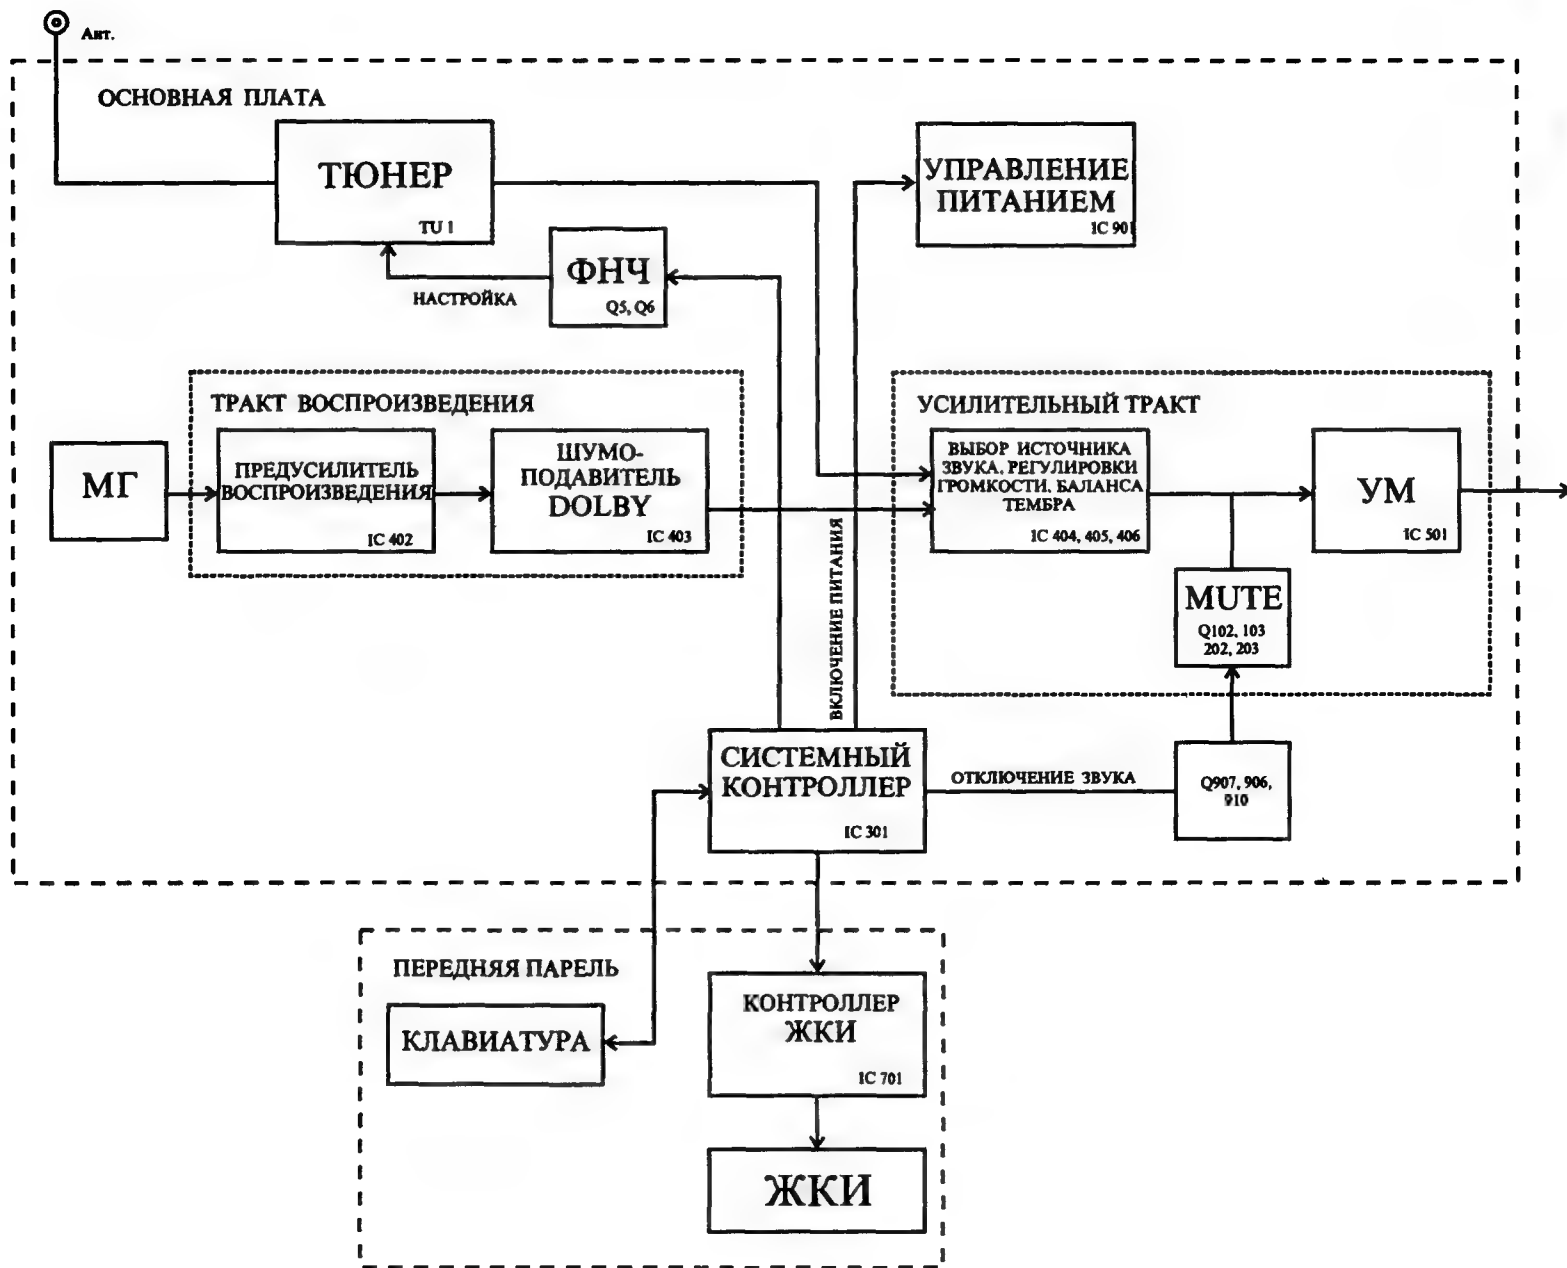 Ант.
ОСНОВНАЯ ПЛАТА
ТЮНЕР
TU 1
УПРАВЛЕНИЕ
ПИТАНИЕМ
IC 901
ФНЧ
Q5, Q6
НАСТРОЙКА
ТРАКТ ВОСПРОИЗВЕДЕНИЯ
УСИЛИТЕЛЬНЫЙ ТРАКТ
МГ
ПРЕДУСИЛИТЕЛЬ
ВОСПРОИЗВЕДЕНИЯ
IC 402
ШУМО-
ПОДАВИТЕЛЬ
DOLBY
IC 403
ВЫБОР ИСТОЧНИКА
ЗВУКА, РЕГУЛИРОВКИ
ГРОМКОСТИ, БАЛАНСА
ТЕМБРА
IC 404, 405, 406
УМ
IC 501
ВКЛЮЧЕНИЕ ПИТАНИЯ
MUTE
Q102, 103
202, 203
СИСТЕМНЫЙ
КОНТРОЛЛЕР
IC 301
ОТКЛЮЧЕНИЕ ЗВУКА
Q907, 906,
910
ПЕРЕДНЯЯ ПАРЕЛЬ
КЛАВИАТУРА
КОНТРОЛЛЕР
ЖКИ
IC 701
ЖКИ